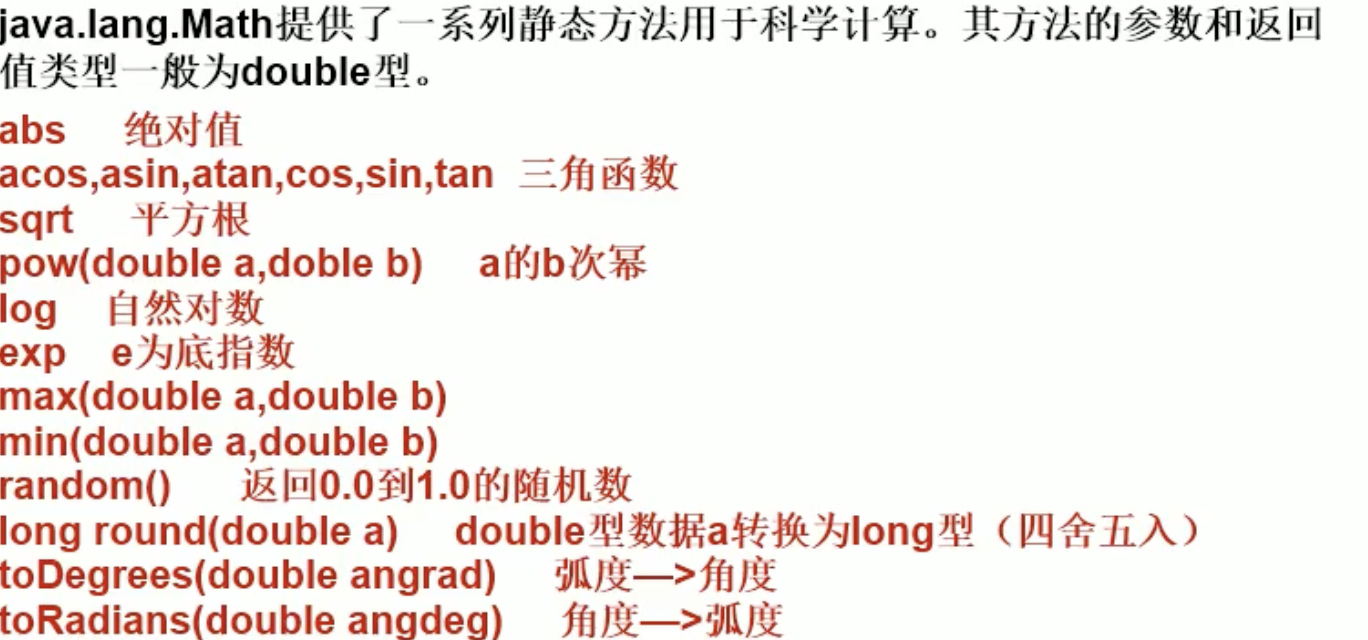 java.lang.Math提供了一系列静态方法用于科学计算。其方法的参数和返回
值类型一般为double型。
abs 绝对值
acos,asin,atan,cos,sin,tan 三角函数
sqrt 平方根
pow(double a,doble b) a的b次幂
log 自然对数
exp e为底指数
max(double a,double b)
min(double a,double b)
random() 返回0.0到1.0的随机数
long round(double a) double型数据a转换为long型（四舍五入）
toDegrees(double angrad) 弧度—>角度
toRadians(double angdeg) 角度—>弧度